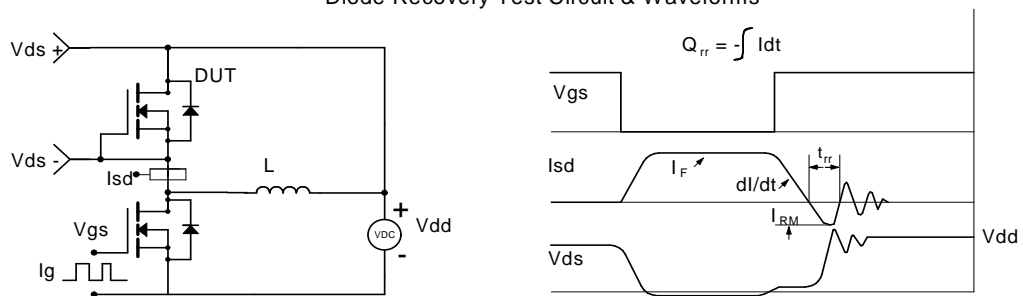 Diode Recovery Test Circuit & Waveforms
Vds +
DUT
Vds -
Isd
L
Vgs
Ig
+
VDC
-
Vdd
Q rr = - ∫ Idt
Vgs
Isd
I F
dI/dt
t rr
I RM
Vds
Vdd